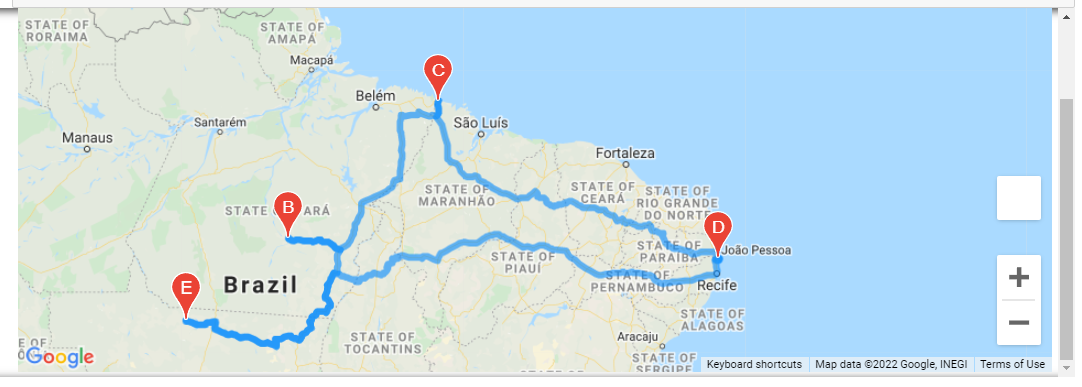 STATE OF
RORAIMA
STATE OF
AMAPÁ
Macapá
C
Belém
Santarém
São Luís
Manaus
Fortaleza
STATE OF
MARANHÃO
STATE OF
CEARÁ
STATE OF
RIO GRANDE
DO NORTE
B
STATE OF PARÁ
D
João Pessoa
STATE OF
PARAÍBA
STATE OF
PIAUÍ
STATE OF
PERNAMBUCO
Recife
E
Brazil
STATE OF
ALAGOAS
Aracaju
STATE OF
TOCANTINS
STATE OF
SERGIPE
+
−
Google
Keyboard shortcuts
Map data ©2022 Google, INEGI
Terms of Use